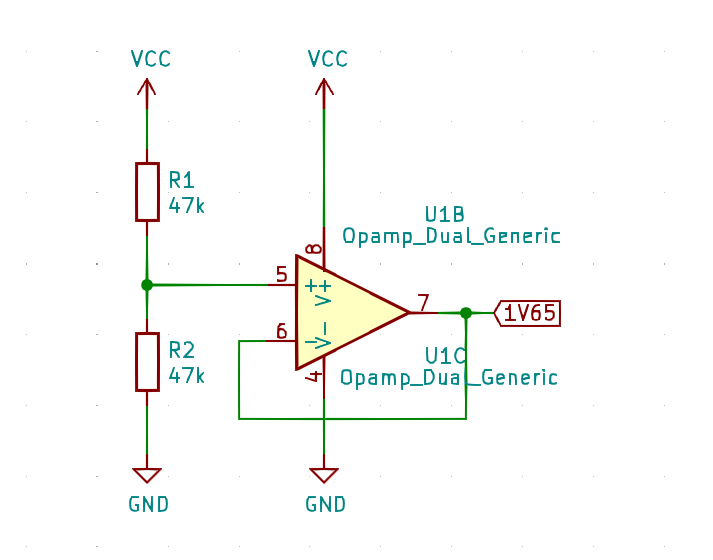 VCC
VCC
R1
47k
U1B
Opamp_Dual_Generic
8
5
+
V+
7
1V65
6
-
V-
R2
47k
U1C
Opamp_Dual_Generic
4
GND
GND